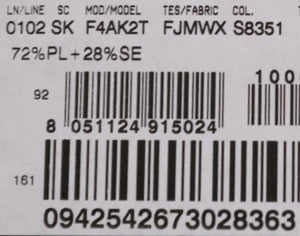 LN/LINE SC MOD/MODEL TES/FABRIC COL.
0102 SK F4AK2T FJMWX S8351
72%PL+28%SE
100
92
8 051124 915024
161
0942542673028363